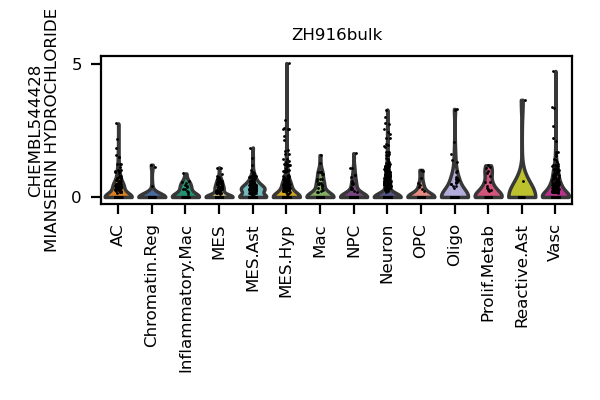 ZH916bulk
CHEMBL544428
MIANSERIN HYDROCHLORIDE
5
0
AC
Chromatin.Reg
Inflammatory.Mac
MES
MES.Ast
MES.Hyp
Mac
NPC
Neuron
OPC
Oligo
Prolif.Metab
Reactive.Ast
Vasc